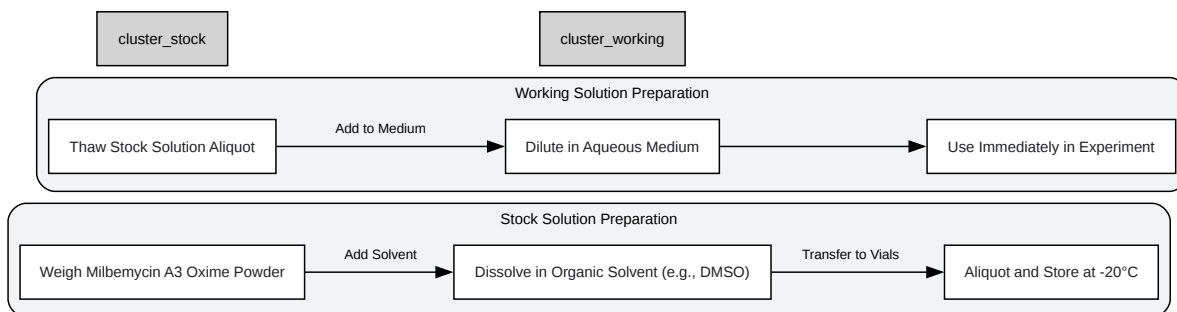 cluster_stock
cluster_working
Working Solution Preparation
Thaw Stock Solution Aliquot
Add to Medium
Dilute in Aqueous Medium
Use Immediately in Experiment
Stock Solution Preparation
Weigh Milbemycin A3 Oxime Powder
Add Solvent
Dissolve in Organic Solvent (e.g., DMSO)
Transfer to Vials
Aliquot and Store at -20°C